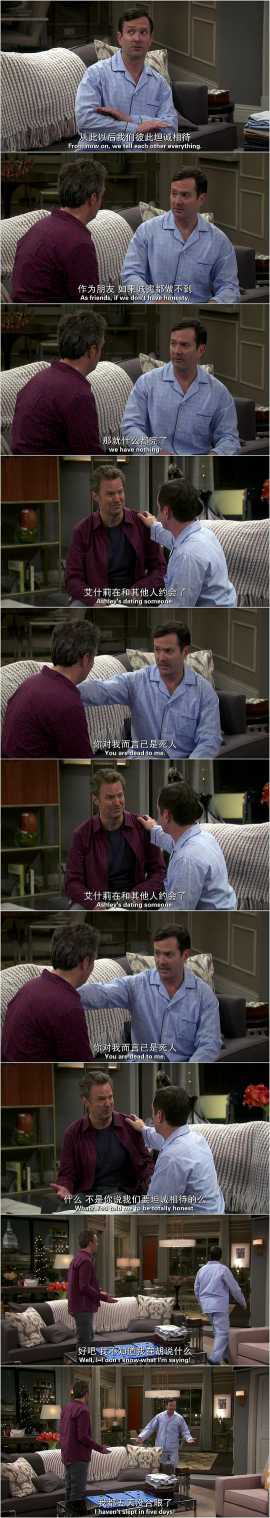 从此以后我们彼此坦诚相待
From now on, we tell each other everything.
作为朋友 如果诚实都做不到
As friends, if we don't have honesty,
那就什么都完了
we have nothing.
艾什莉在和其他人约会了
Ashley's dating someone.
你对我而言已是死人
You are dead to me.
艾什莉在和其他人约会了
Ashley's dating someone.
你对我而言已是死人
You are dead to me.
什么 不是你说我们要坦诚相待的么
What? You told me to be totally honest.
好吧 我不知道我在胡说什么
Well, I-I don't know what I'm saying!
我都五天没合眼了
I haven't slept in five days!